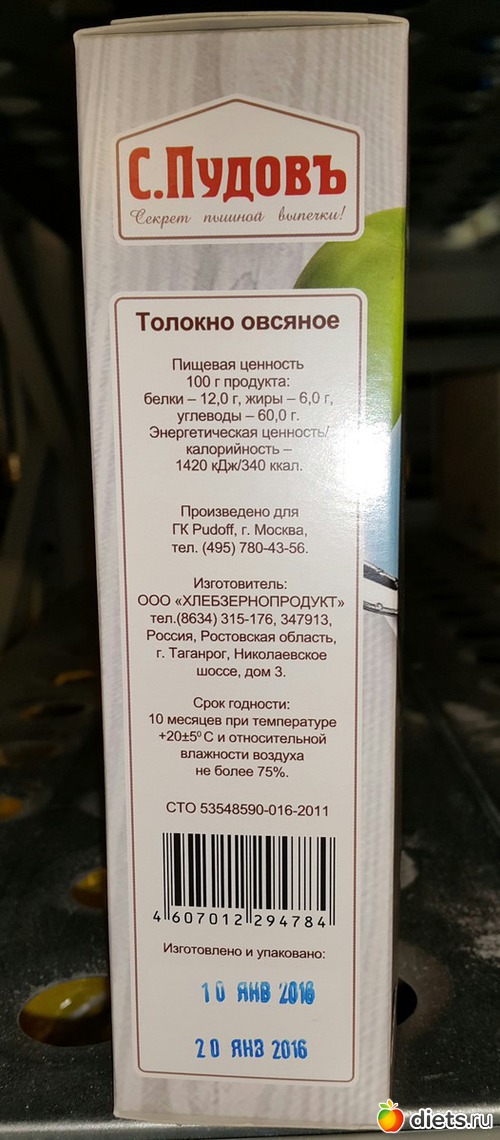 С.ПУДОВЪ
Секрет пышной выпечки!
Толокно овсяное
Пищевая ценность
100 г продукта:
белки – 12,0 г, жиры – 6,0 г,
углеводы – 60,0 г.
Энергетическая ценность/
калорийность –
1420 кДж/340 ккал.
Произведено для
ГК Pudoff, г. Москва,
тел. (495) 780-43-56.
Изготовитель:
ООО «ХЛЕБЗЕРНОПРОДУКТ»
тел.(8634) 315-176, 347913,
Россия, Ростовская область,
г. Таганрог, Николаевское
шоссе, дом 3.
Срок годности:
10 месяцев при температуре
+20±5⁰ С и относительной
влажности воздуха
не более 75%.
СТО 53548590-016-2011
4 607012 294784
Изготовлено и упаковано:
10 ЯНВ 2016
20 ЯНВ 2016
diets.ru